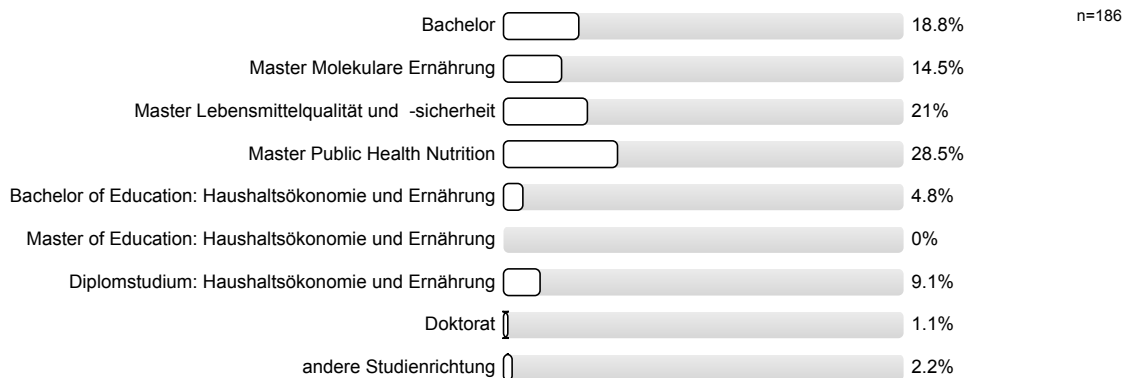 Bachelor 18.8% n=186
Master Molekulare Ernährung 14.5%
Master Lebensmittelqualität und -sicherheit 21%
Master Public Health Nutrition 28.5%
Bachelor of Education: Haushaltsökonomie und Ernährung 4.8%
Master of Education: Haushaltsökonomie und Ernährung 0%
Diplomstudium: Haushaltsökonomie und Ernährung 9.1%
Doktorat 1.1%
andere Studienrichtung 2.2%